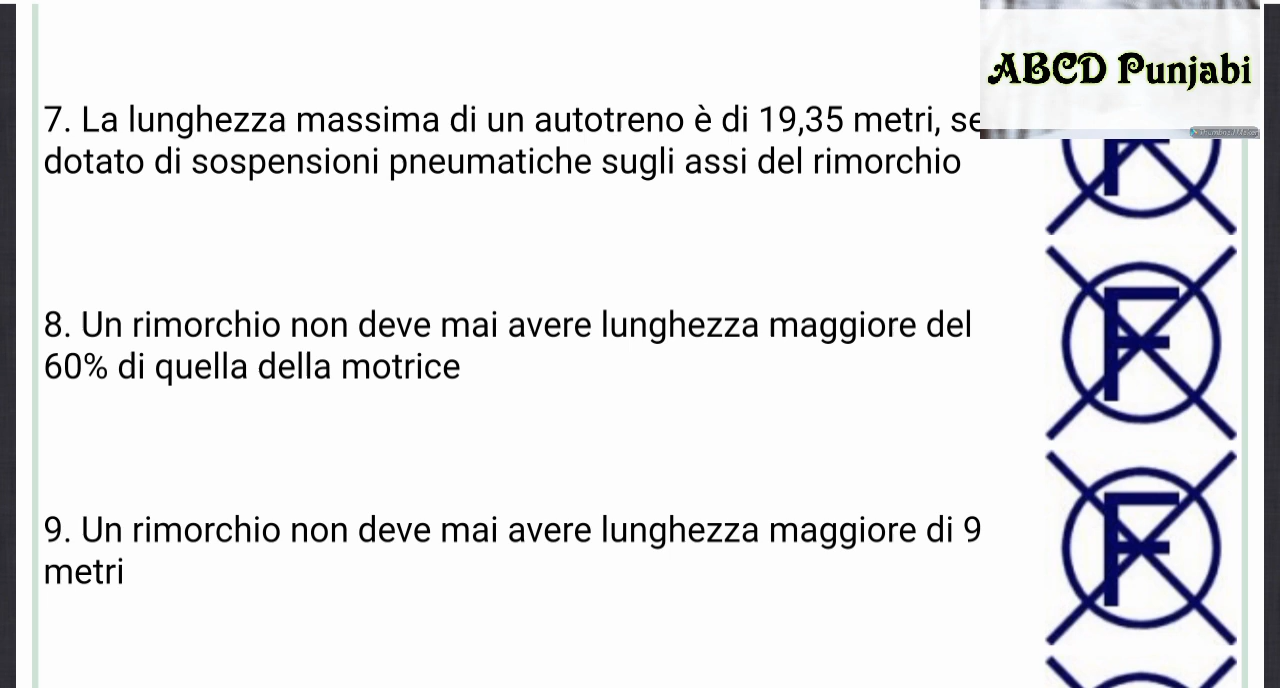 ABCD Punjabi
7. La lunghezza massima di un autotreno è di 19,35 metri, se
dotato di sospensioni pneumatiche sugli assi del rimorchio
F
8. Un rimorchio non deve mai avere lunghezza maggiore del
60% di quella della motrice
F
9. Un rimorchio non deve mai avere lunghezza maggiore di 9
metri
F